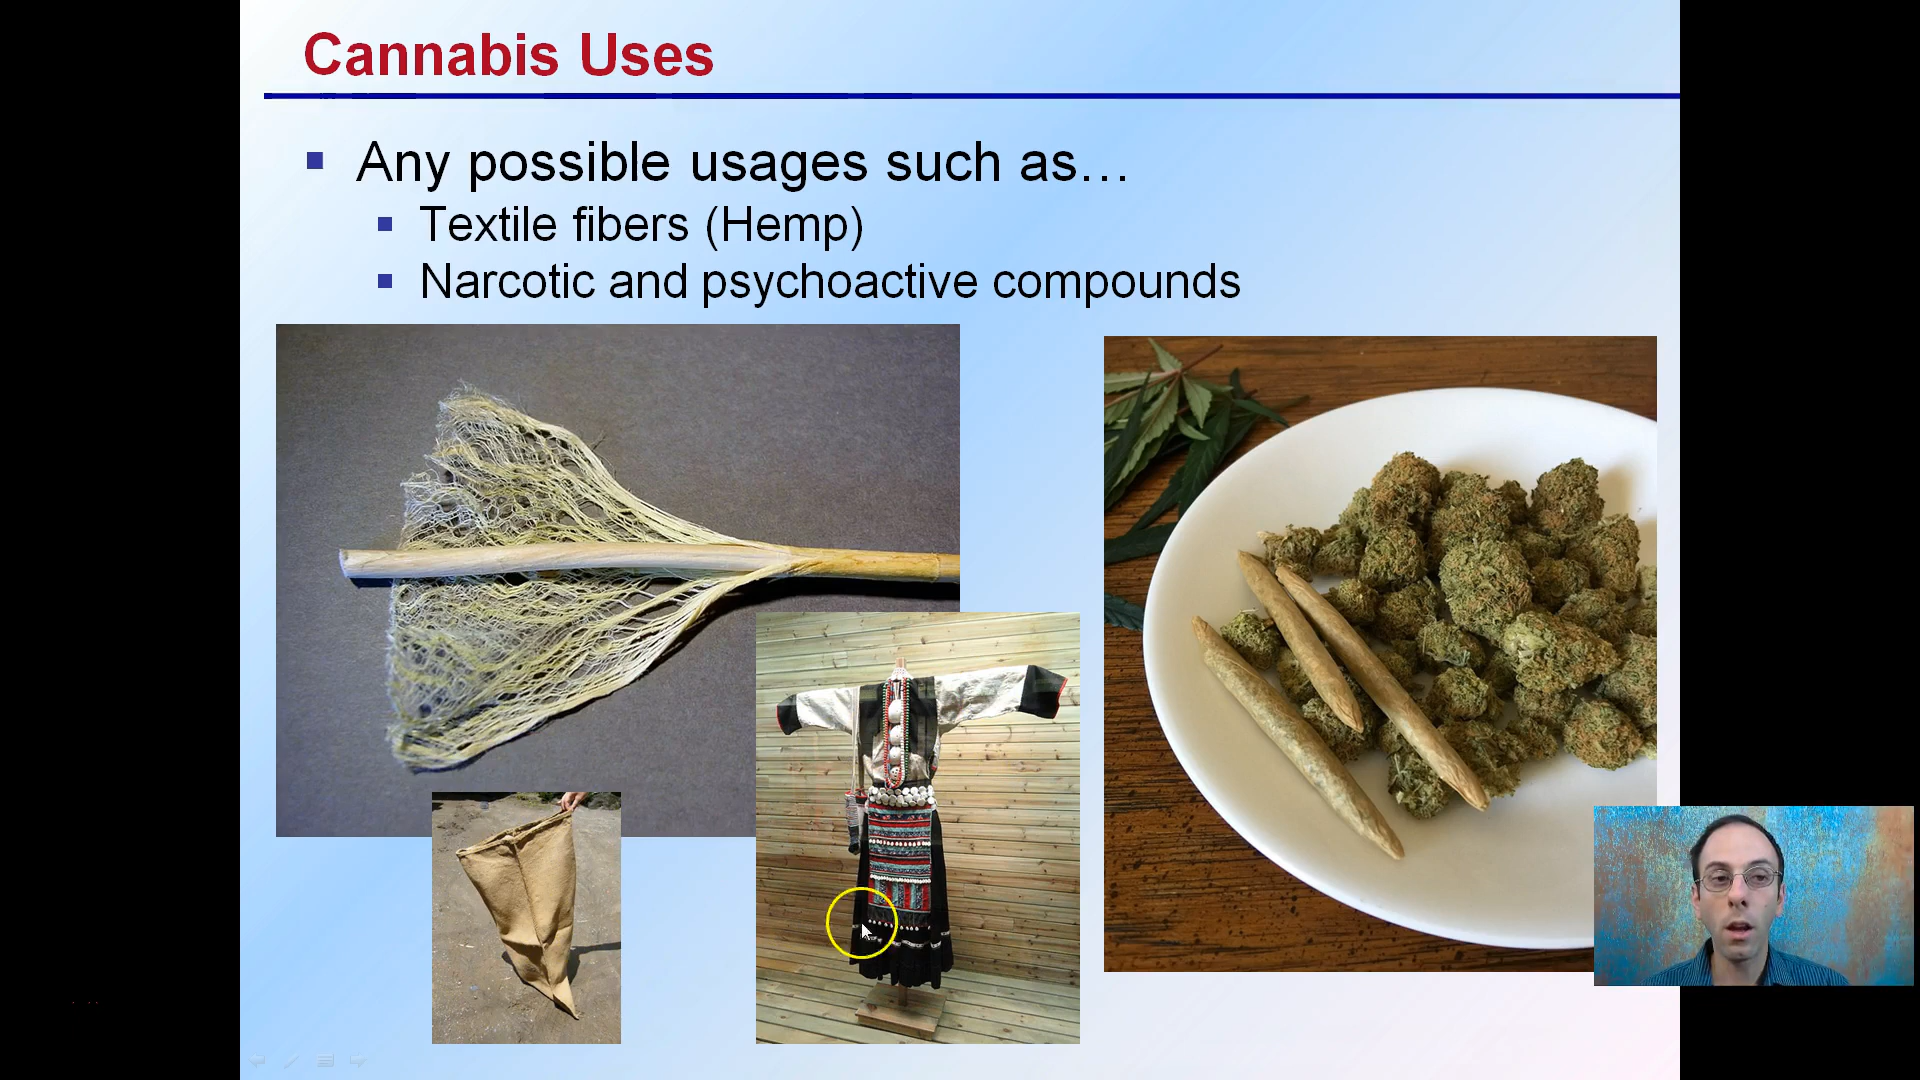 Cannabis Uses
Any possible usages such as…
Textile fibers (Hemp)
Narcotic and psychoactive compounds